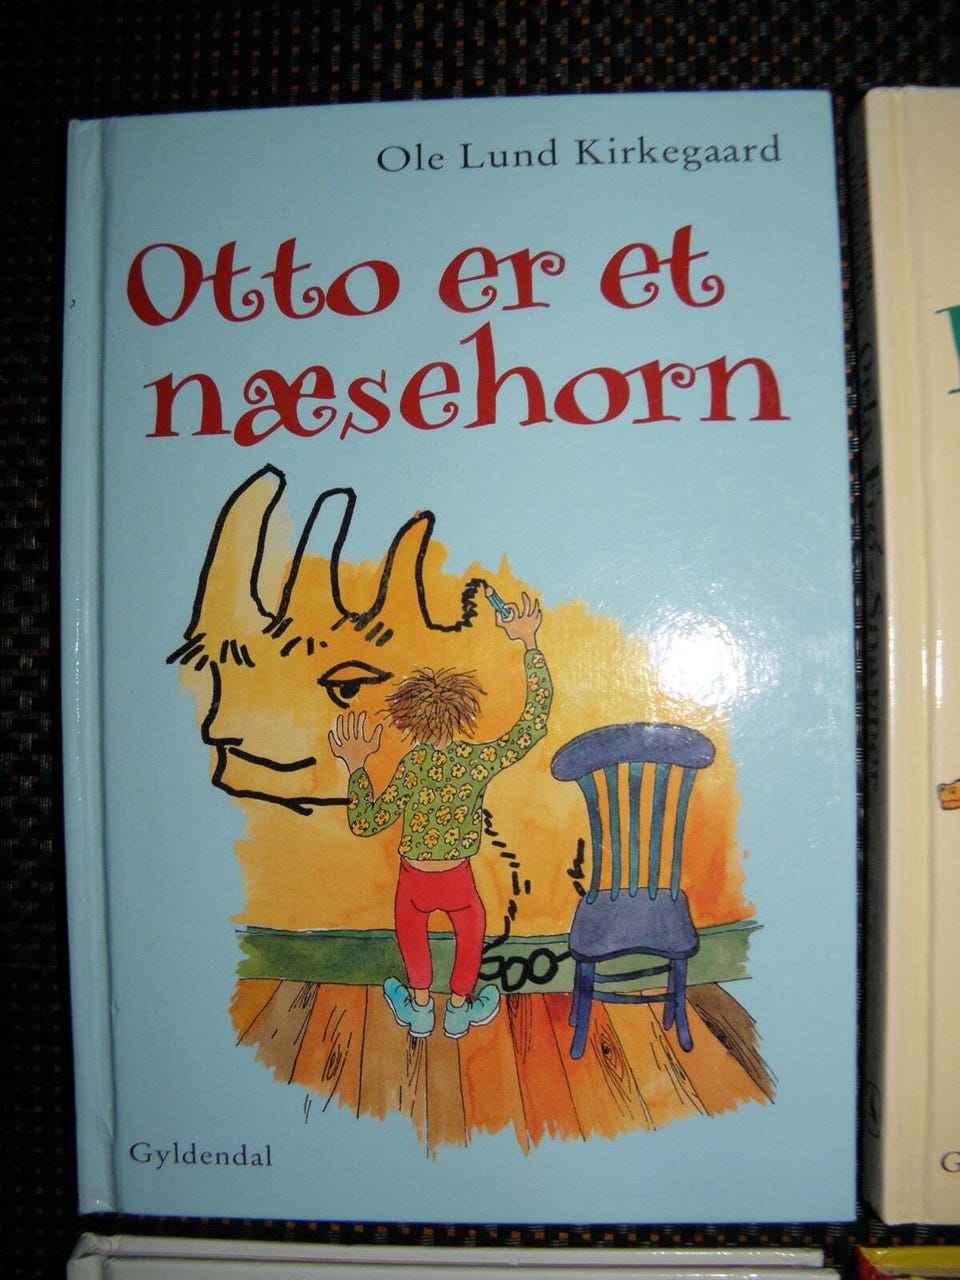 Ole Lund Kirkegaard
Otto er et
næsehorn
Gyldendal